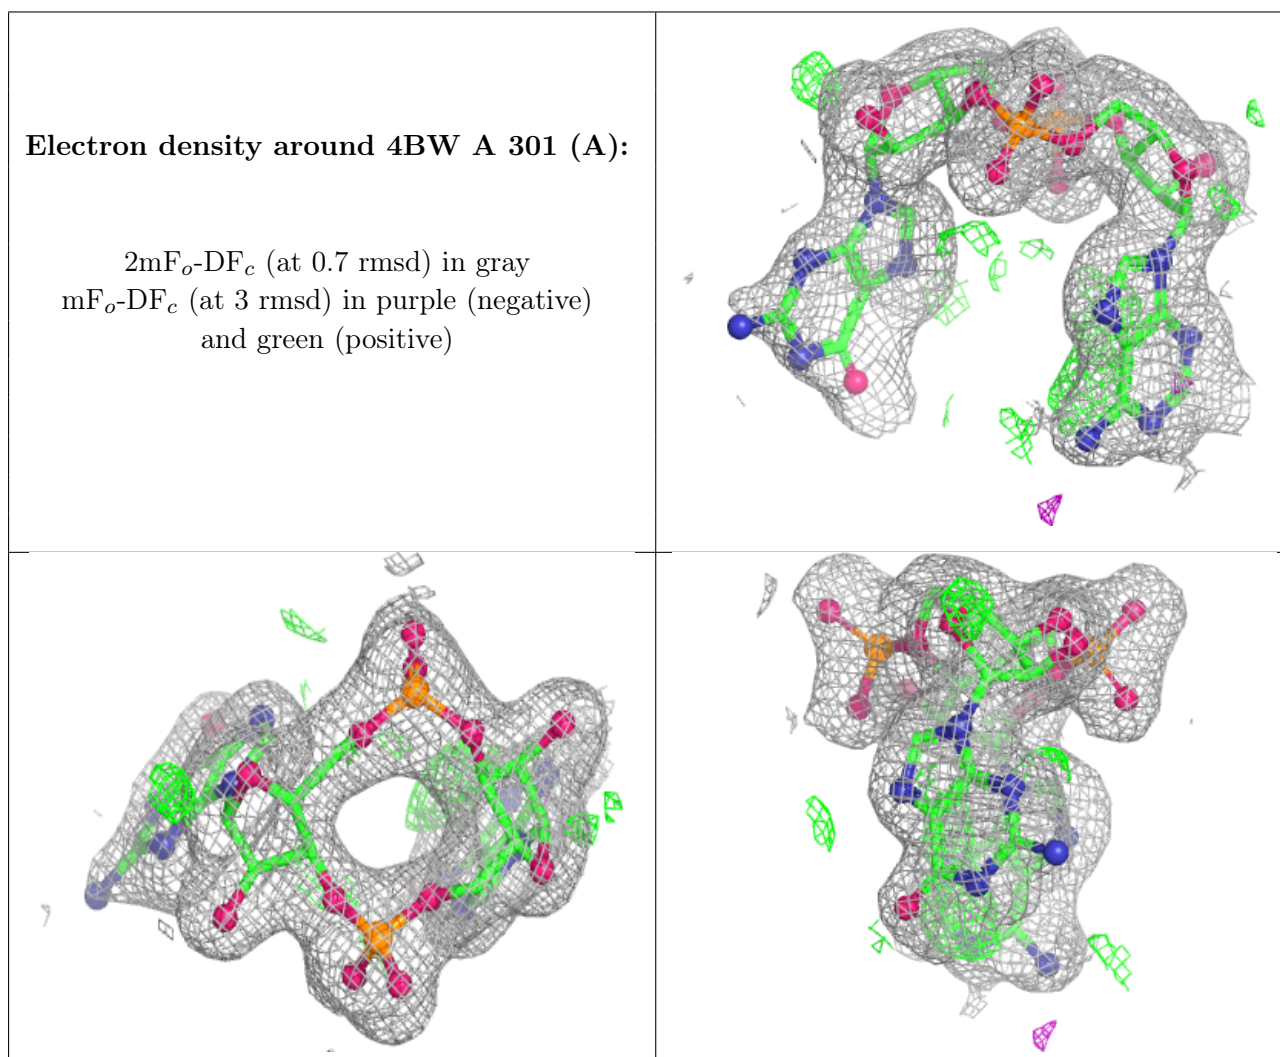 Electron density around 4BW A 301 (A):
2mFo-DFc (at 0.7 rmsd) in gray
mFo-DFc (at 3 rmsd) in purple (negative)
and green (positive)